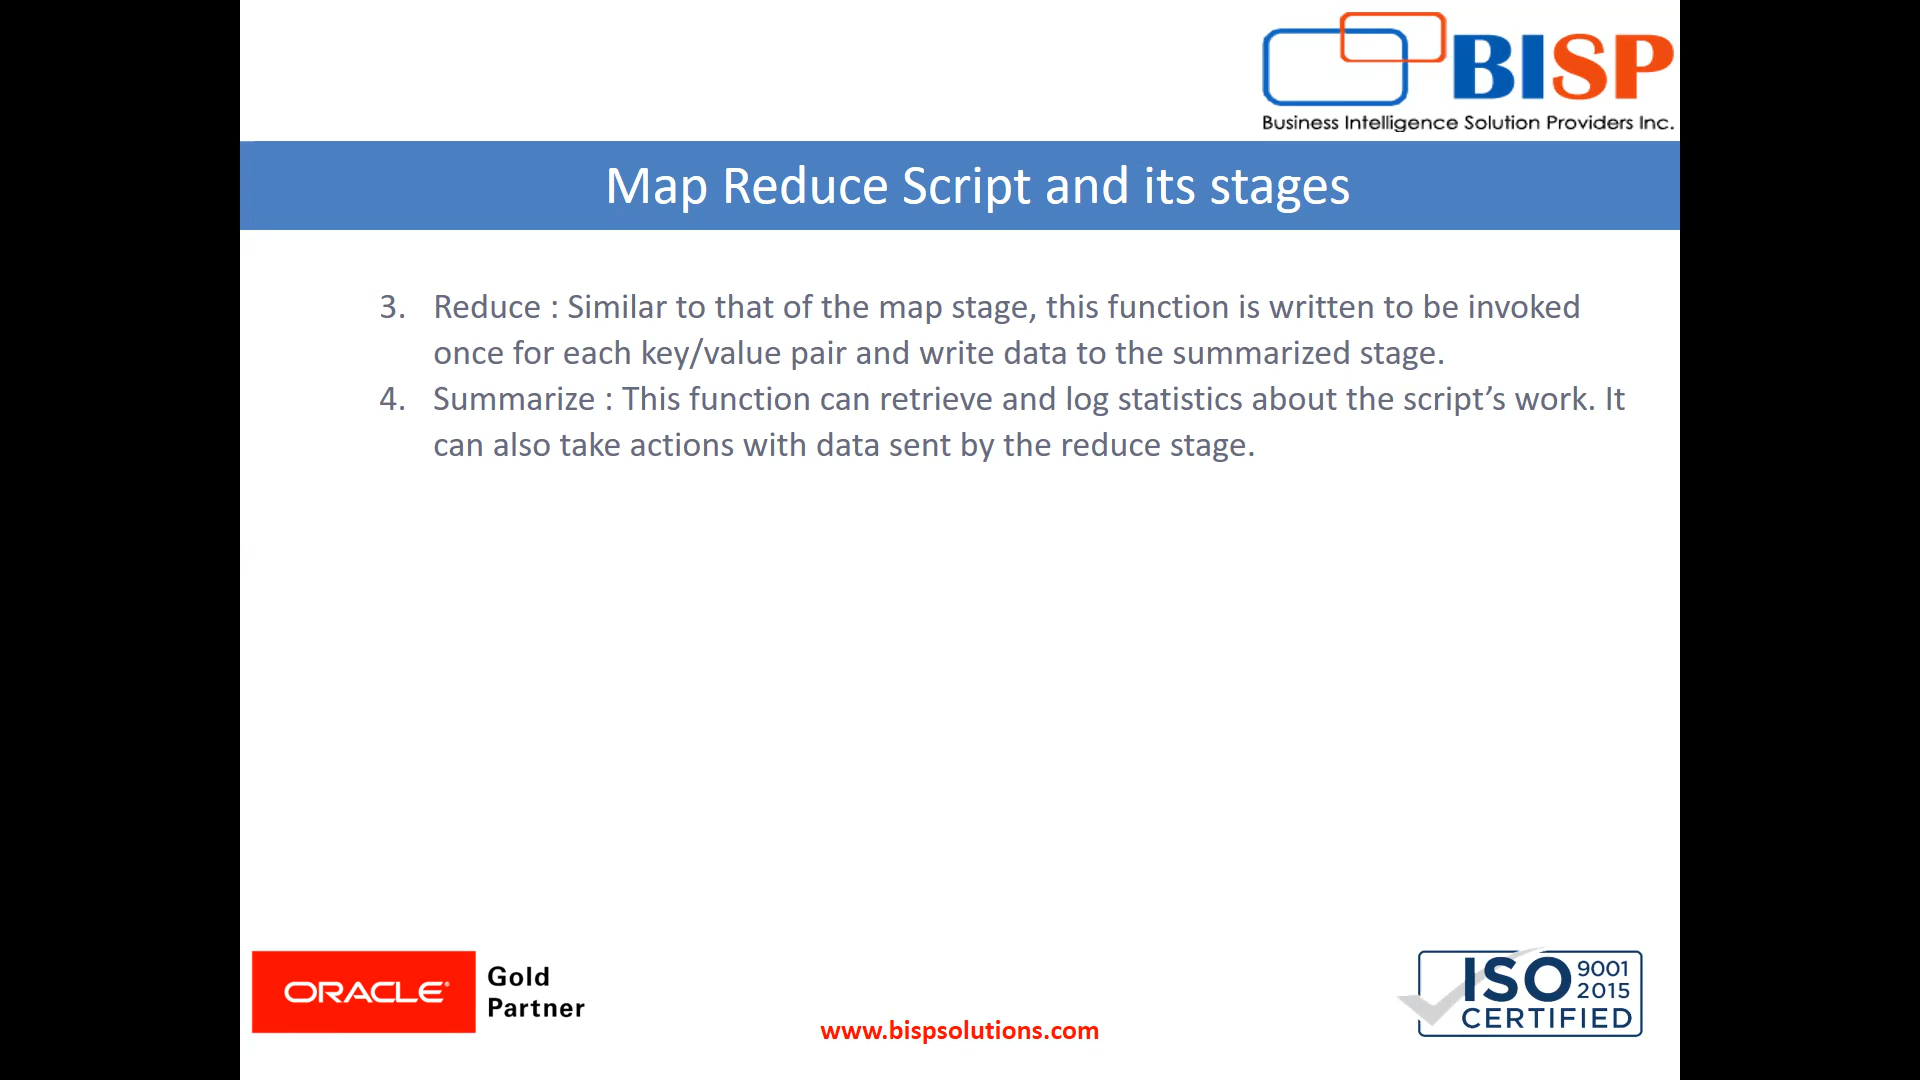 BISP
Business Intelligence Solution Providers Inc.
Map Reduce Script and its stages
3. Reduce : Similar to that of the map stage, this function is written to be invoked
once for each key/value pair and write data to the summarized stage.
4. Summarize : This function can retrieve and log statistics about the script’s work. It
can also take actions with data sent by the reduce stage.
ORACLE®
Gold
Partner
www.bispsolutions.com
ISO 9001
2015
CERTIFIED